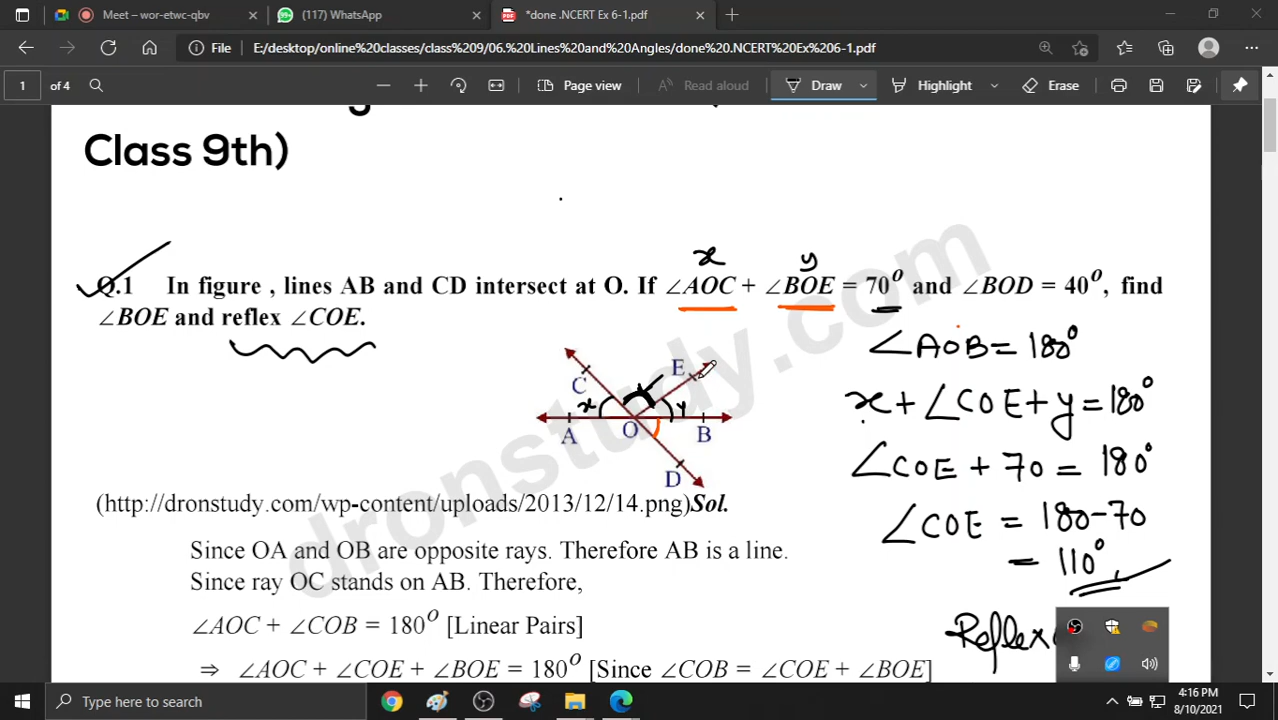 Meet – wor-etwc-qbv
(117) WhatsApp
*done .NCERT Ex 6-1.pdf
File
E:/desktop/online%20classes/class%209/06.%20Lines%20and%20Angles/done%20.NCERT%20Ex%206-1.pdf
1 of 4
Page view
Read aloud
Draw
Highlight
Erase
Class 9th)
x
y
Q.1 In figure , lines AB and CD intersect at O. If ∠AOC + ∠BOE = 70° and ∠BOD = 40°, find
∠BOE and reflex ∠COE.
∠AOB = 180°
x + ∠COE + y = 180°
∠COE + 70 = 180°
∠COE = 180 - 70
= 110°
Reflex
C
E
x
y
A
O
B
D
dronstudy.com
(http://dronstudy.com/wp-content/uploads/2013/12/14.png)Sol.
Since OA and OB are opposite rays. Therefore AB is a line.
Since ray OC stands on AB. Therefore,
∠AOC + ∠COB = 180° [Linear Pairs]
⇒ ∠AOC + ∠COE + ∠BOE = 180° [Since ∠COB = ∠COE + ∠BOE]
Type here to search
4:16 PM
8/10/2021